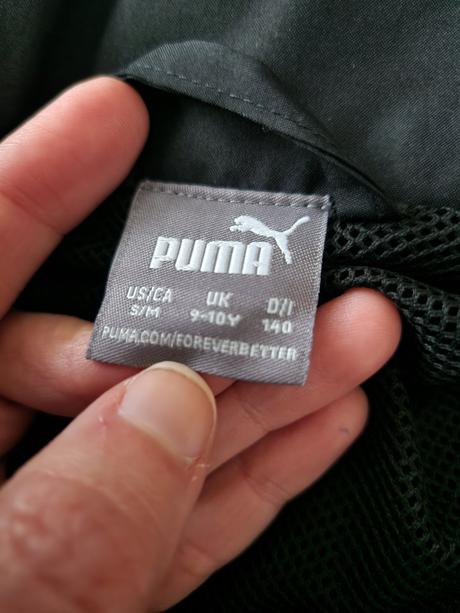 PUMA
US/CA UK D/I
S/M 9-10Y 140
PUMA.COM/FOREVERBETTER